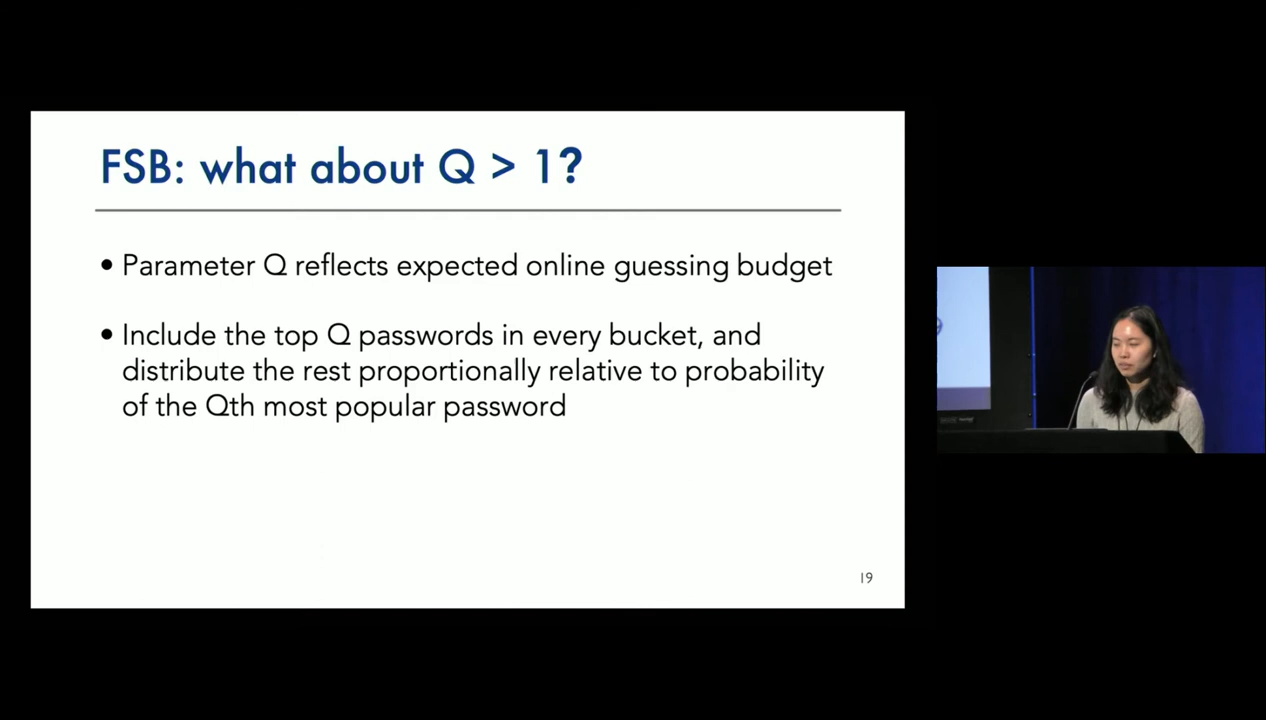 FSB: what about Q > 1?
• Parameter Q reflects expected online guessing budget
• Include the top Q passwords in every bucket, and
distribute the rest proportionally relative to probability
of the Qth most popular password
19